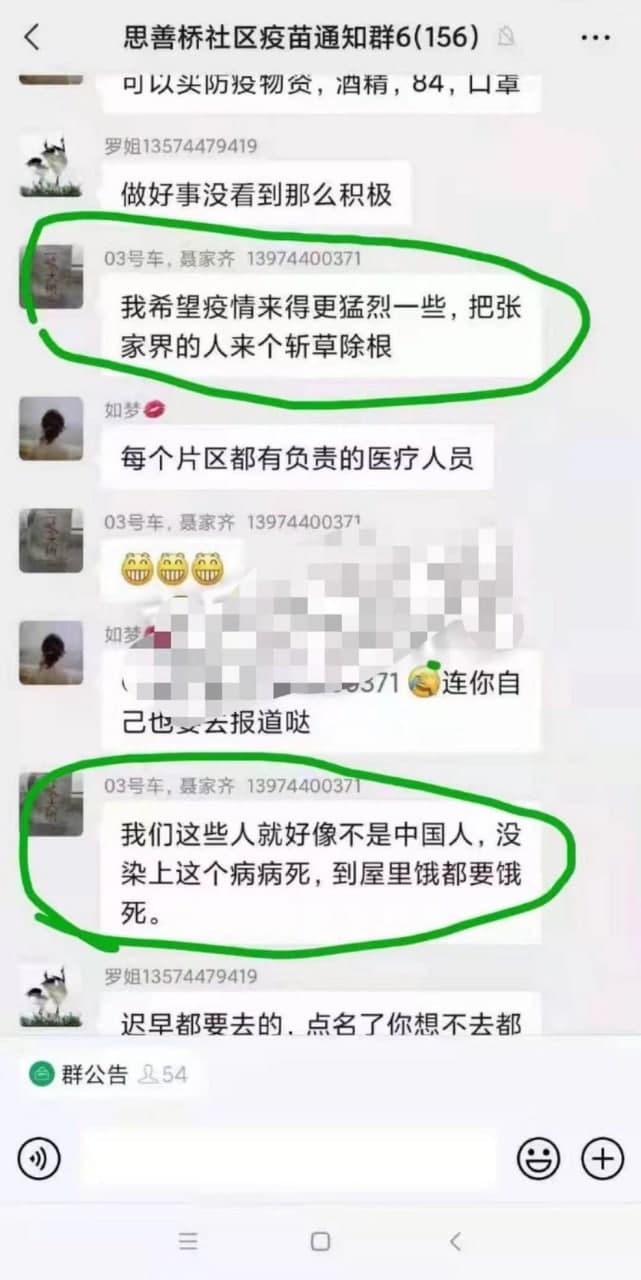 思善桥社区疫苗通知群6(156)
可以买防疫物资，酒精，84，口罩
罗姐13574479419
做好事没看到那么积极
03号车，聂家齐 13974400371
我希望疫情来得更猛烈一些，把张
家界的人来个斩草除根
如梦
每个片区都有负责的医疗人员
03号车，聂家齐 13974400371
如梦
0371 连你自
己也要去报道哒
03号车，聂家齐 13974400371
我们这些人就好像不是中国人，没
染上这个病病死，到屋里饿都要饿
死。
罗姐13574479419
迟早都要去的，点名了你想不去都
群公告 54